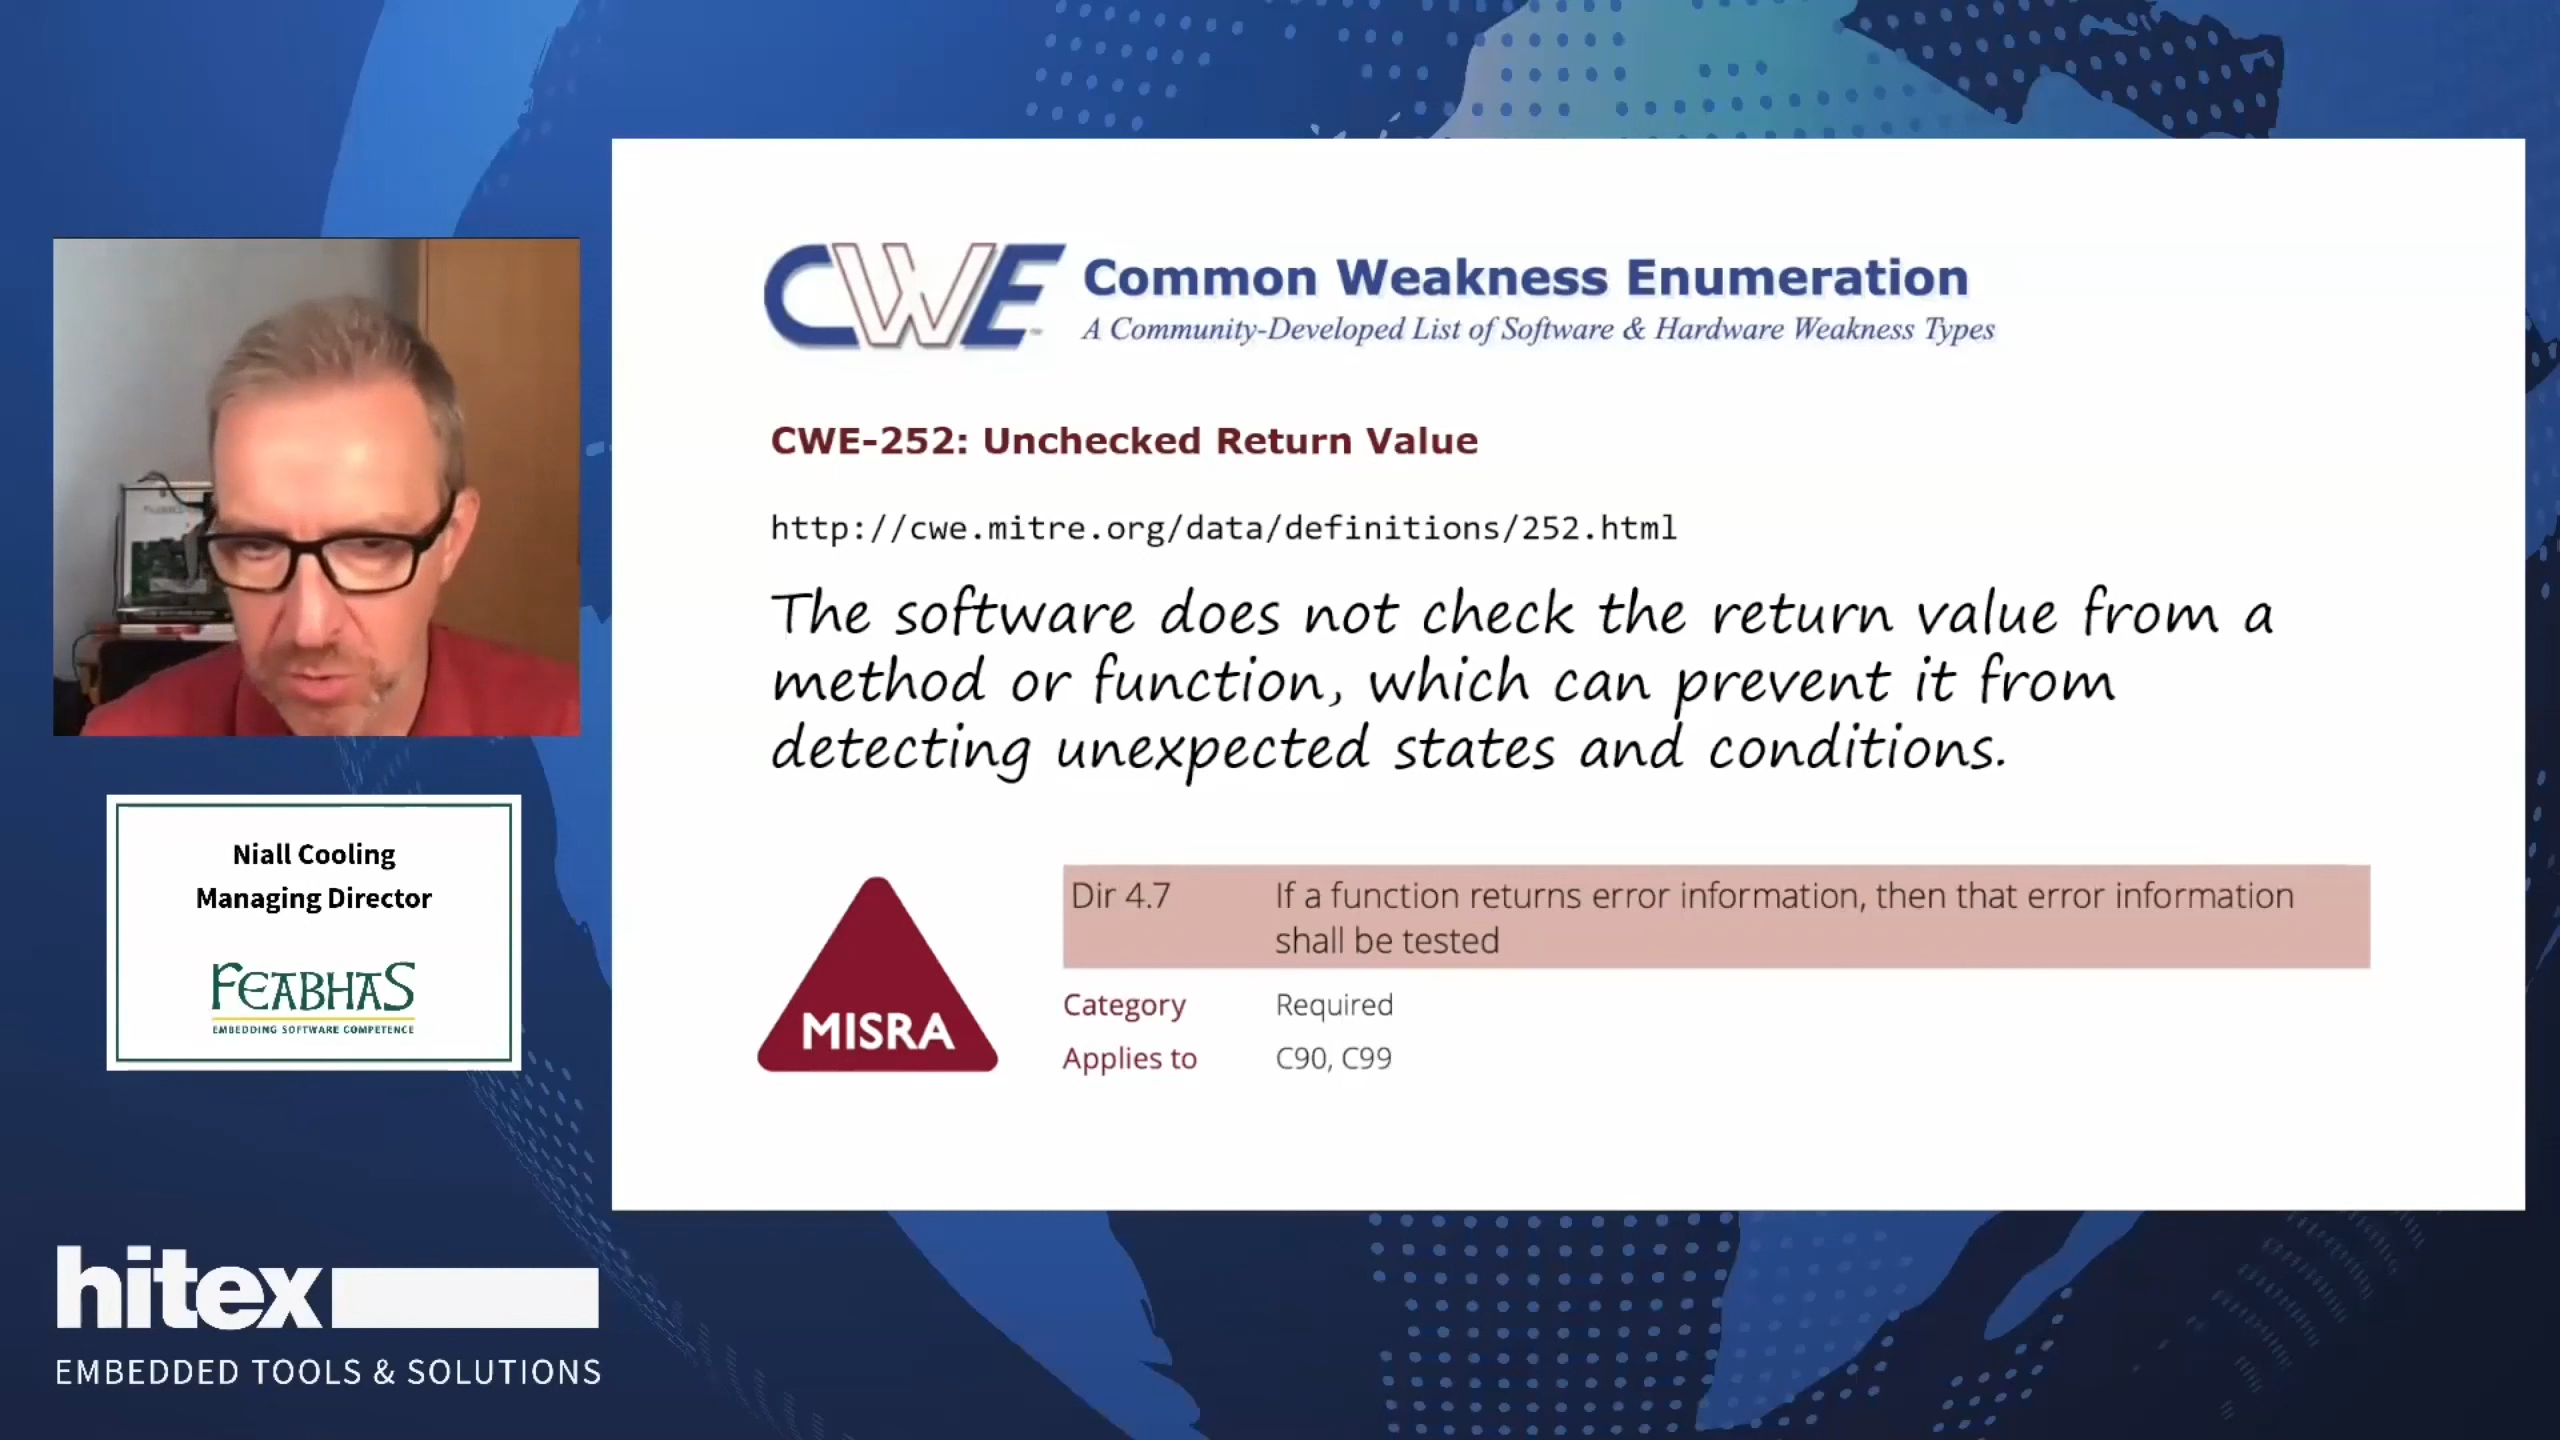 CWE
Common Weakness Enumeration
A Community-Developed List of Software & Hardware Weakness Types
CWE-252: Unchecked Return Value
http://cwe.mitre.org/data/definitions/252.html
The software does not check the return value from a
method or function, which can prevent it from
detecting unexpected states and conditions.
MISRA
Dir 4.7 If a function returns error information, then that error information
shall be tested
Category Required
Applies to C90, C99
Niall Cooling
Managing Director
FEABHAS
EMBEDDING SOFTWARE COMPETENCE
hitex
EMBEDDED TOOLS & SOLUTIONS